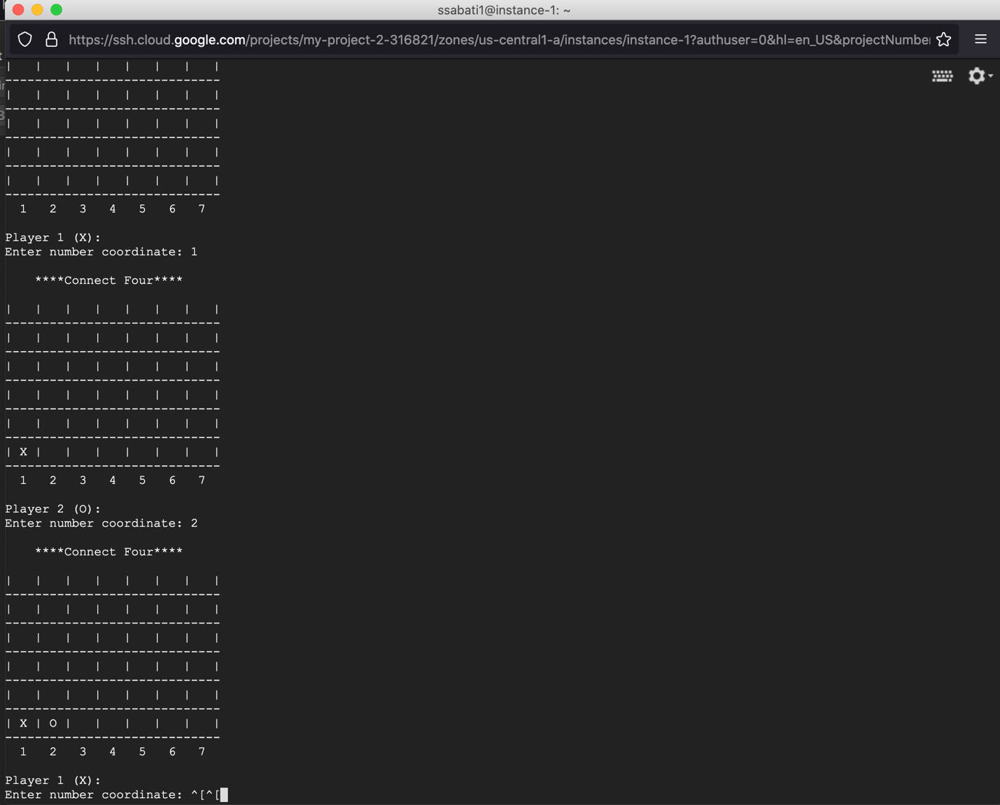 ssabati1@instance-1: ~
https://ssh.cloud.google.com/projects/my-project-2-316821/zones/us-central1-a/instances/instance-1?authuser=0&hl=en_US&projectNumber
|   |   |   |   |   |   |   |
-----------------------------
|   |   |   |   |   |   |   |
-----------------------------
|   |   |   |   |   |   |   |
-----------------------------
|   |   |   |   |   |   |   |
-----------------------------
|   |   |   |   |   |   |   |
-----------------------------
  1   2   3   4   5   6   7
Player 1 (X):
Enter number coordinate: 1
    ****Connect Four****
|   |   |   |   |   |   |   |
-----------------------------
|   |   |   |   |   |   |   |
-----------------------------
|   |   |   |   |   |   |   |
-----------------------------
|   |   |   |   |   |   |   |
-----------------------------
|   |   |   |   |   |   |   |
-----------------------------
| X |   |   |   |   |   |   |
-----------------------------
  1   2   3   4   5   6   7
Player 2 (O):
Enter number coordinate: 2
    ****Connect Four****
|   |   |   |   |   |   |   |
-----------------------------
|   |   |   |   |   |   |   |
-----------------------------
|   |   |   |   |   |   |   |
-----------------------------
|   |   |   |   |   |   |   |
-----------------------------
|   |   |   |   |   |   |   |
-----------------------------
| X | O |   |   |   |   |   |
-----------------------------
  1   2   3   4   5   6   7
Player 1 (X):
Enter number coordinate: ^[^[